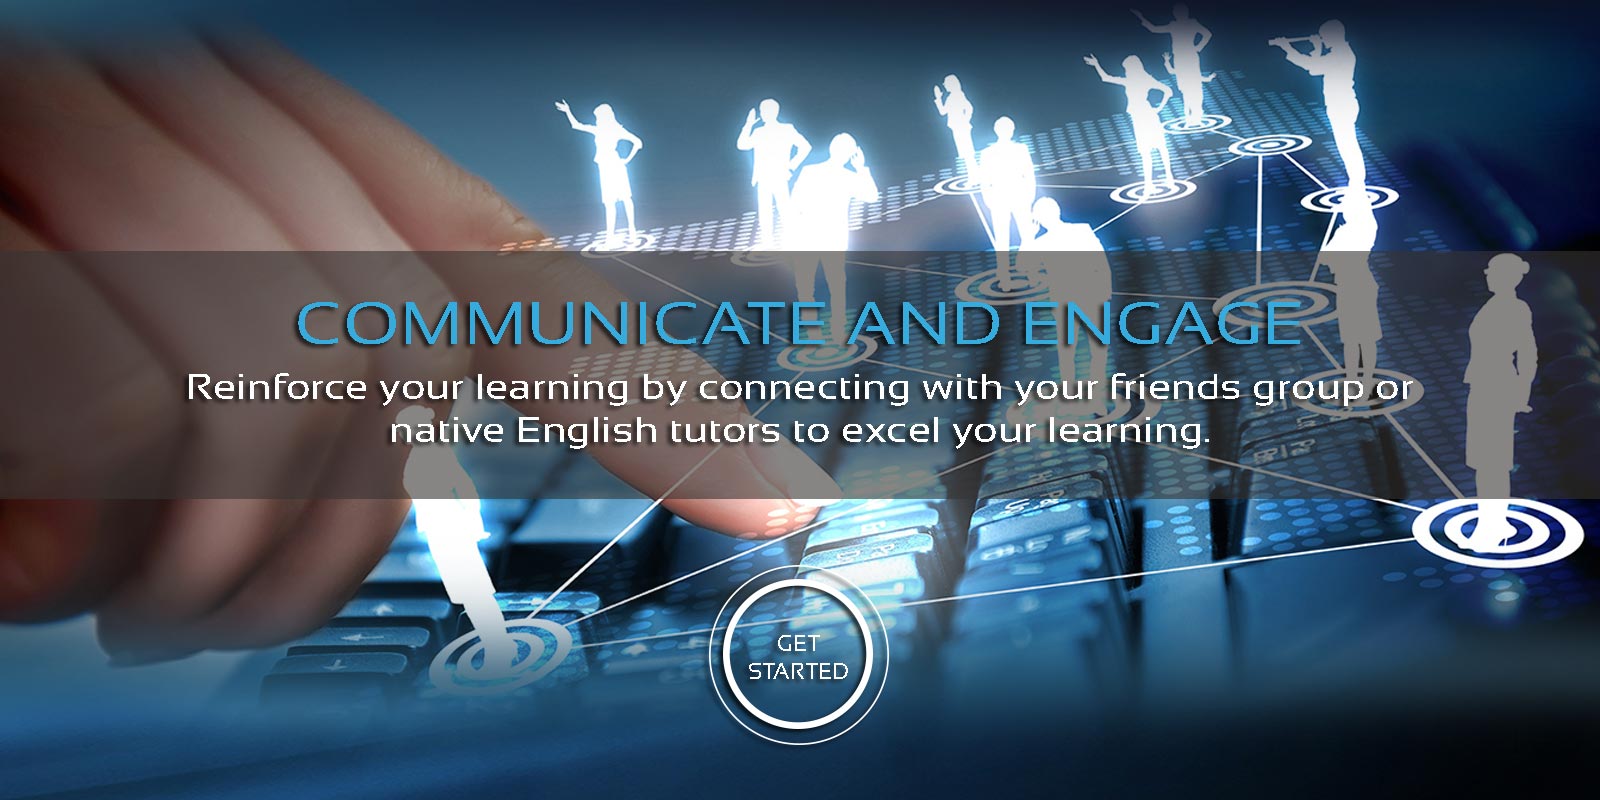 COMMUNICATE AND ENGAGE
Reinforce your learning by connecting with your friends group or
native English tutors to excel your learning.
GET
STARTED